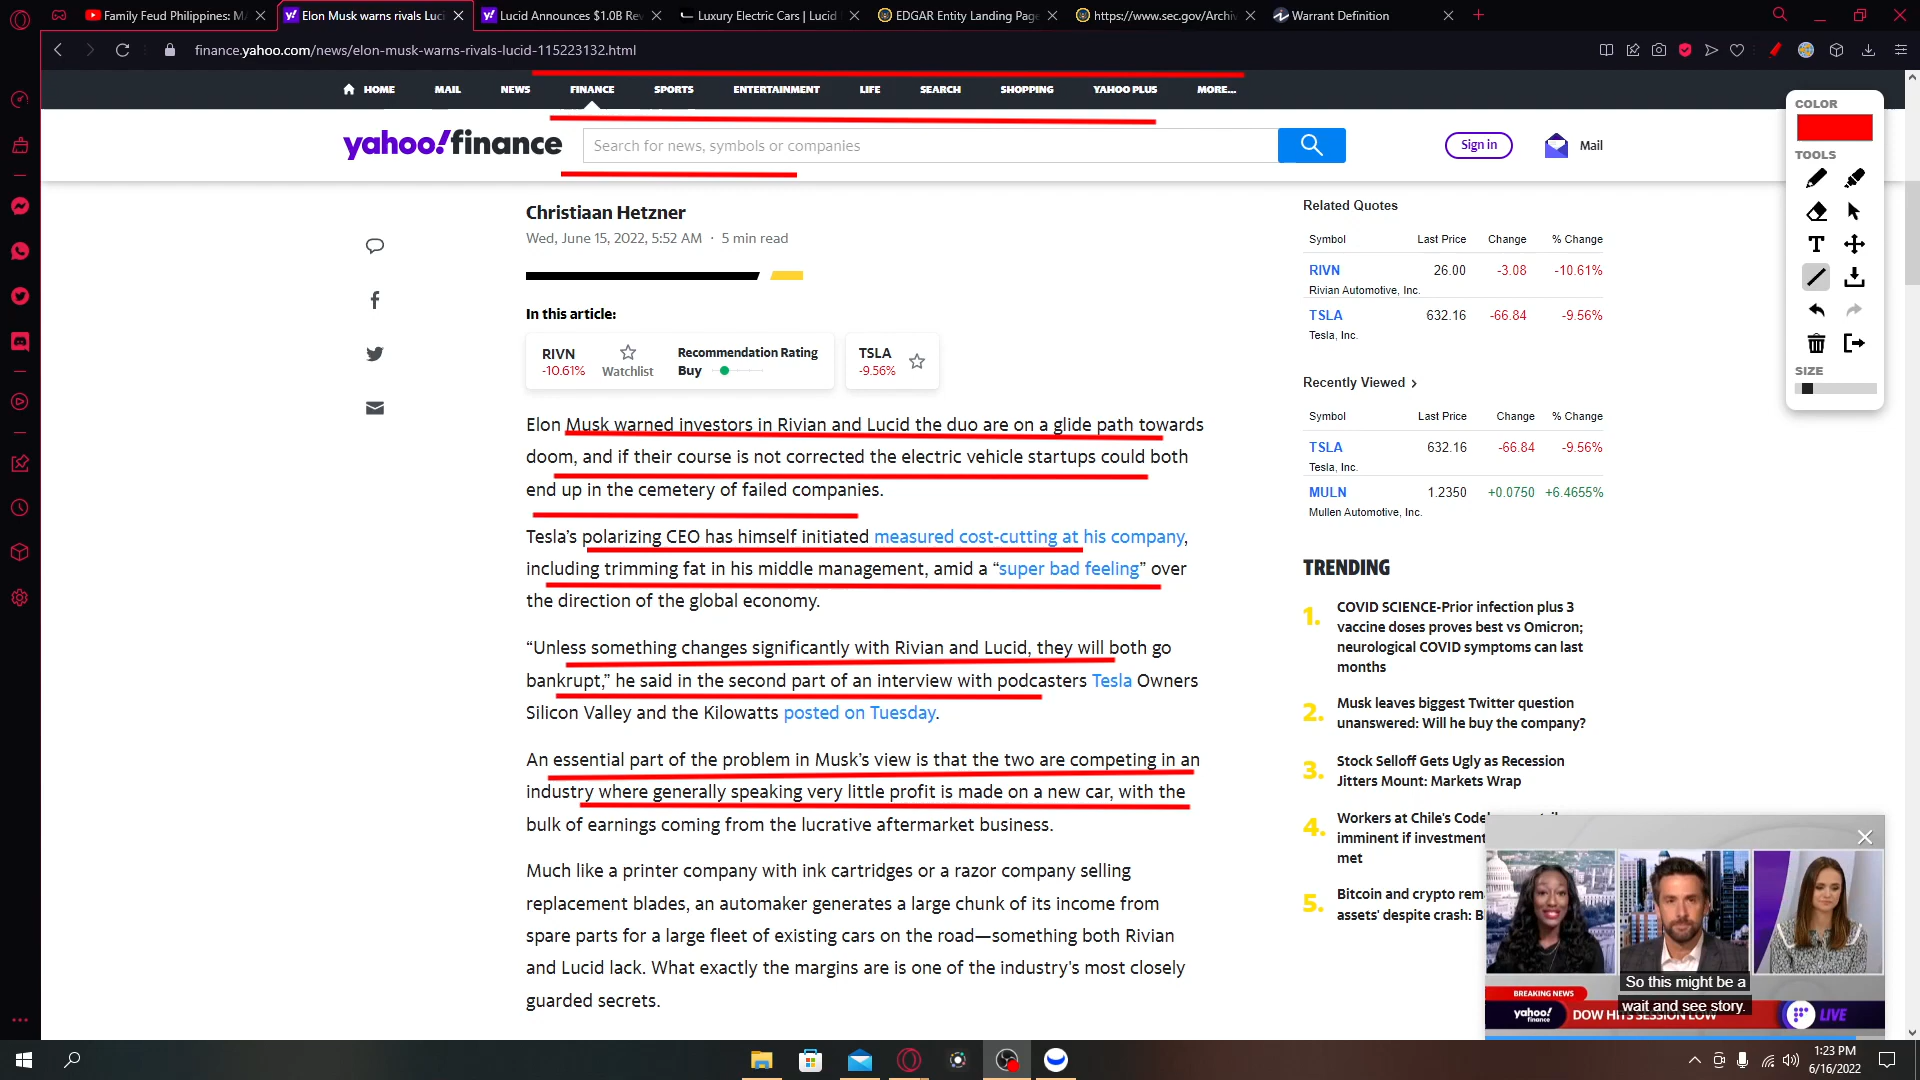 Family Feud Philippines: M
Elon Musk warns rivals Luci
Lucid Announces $1.0B Re
Luxury Electric Cars | Lucid
EDGAR Entity Landing Page
https://www.sec.gov/Archiv
Warrant Definition
finance.yahoo.com/news/elon-musk-warns-rivals-lucid-115223132.html
HOME MAIL NEWS FINANCE SPORTS ENTERTAINMENT LIFE SEARCH SHOPPING YAHOO PLUS MORE...
yahoo!finance
Search for news, symbols or companies
Sign in
Mail
Christiaan Hetzner
Wed, June 15, 2022, 5:52 AM · 5 min read
In this article:
RIVN
-10.61%
Watchlist
Recommendation Rating
Buy
TSLA
-9.56%
Elon Musk warned investors in Rivian and Lucid the duo are on a glide path towards
doom, and if their course is not corrected the electric vehicle startups could both
end up in the cemetery of failed companies.
Tesla’s polarizing CEO has himself initiated measured cost-cutting at his company,
including trimming fat in his middle management, amid a “super bad feeling” over
the direction of the global economy.
“Unless something changes significantly with Rivian and Lucid, they will both go
bankrupt,” he said in the second part of an interview with podcasters Tesla Owners
Silicon Valley and the Kilowatts posted on Tuesday.
An essential part of the problem in Musk’s view is that the two are competing in an
industry where generally speaking very little profit is made on a new car, with the
bulk of earnings coming from the lucrative aftermarket business.
Much like a printer company with ink cartridges or a razor company selling
replacement blades, an automaker generates a large chunk of its income from
spare parts for a large fleet of existing cars on the road—something both Rivian
and Lucid lack. What exactly the margins are is one of the industry's most closely
guarded secrets.
Related Quotes
Symbol Last Price Change % Change
RIVN 26.00 -3.08 -10.61%
Rivian Automotive, Inc.
TSLA 632.16 -66.84 -9.56%
Tesla, Inc.
Recently Viewed
Symbol Last Price Change % Change
TSLA 632.16 -66.84 -9.56%
Tesla, Inc.
MULN 1.2350 +0.0750 +6.4655%
Mullen Automotive, Inc.
TRENDING
1. COVID SCIENCE-Prior infection plus 3
vaccine doses proves best vs Omicron;
neurological COVID symptoms can last
months
2. Musk leaves biggest Twitter question
unanswered: Will he buy the company?
3. Stock Selloff Gets Ugly as Recession
Jitters Mount: Markets Wrap
4. Workers at Chile's Code
imminent if investment
met
5. Bitcoin and crypto rem
assets' despite crash: B
So this might be a
wait and see story.
BREAKING NEWS
yahoo!
finance
DOW HITS SESSION LOW
LIVE
COLOR
TOOLS
T
SIZE
1:23 PM
6/16/2022